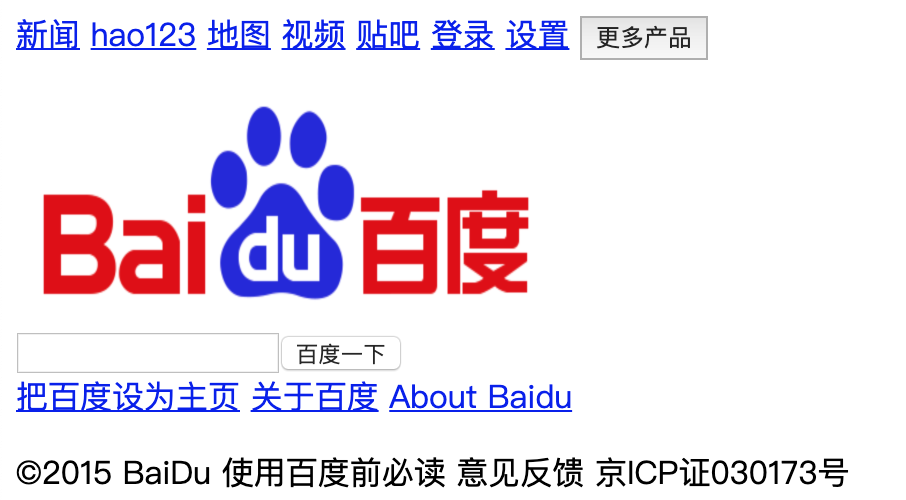 新闻 hao123 地图 视频 贴吧 登录 设置 更多产品
Bai du 百度
百度一下
把百度设为主页 关于百度 About Baidu
©2015 BaiDu 使用百度前必读 意见反馈 京ICP证030173号